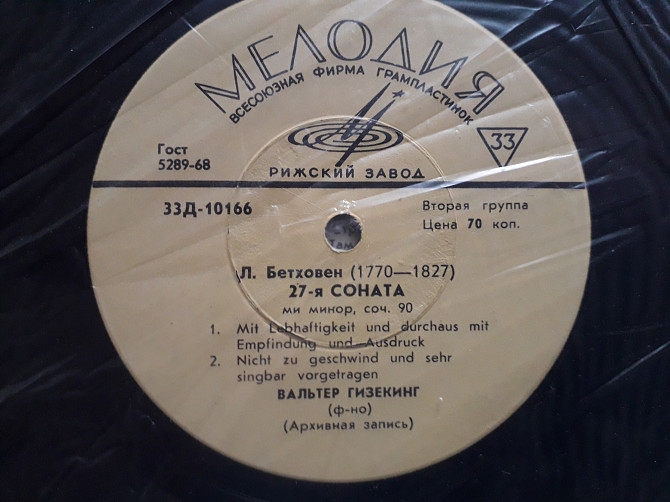 МЕЛОДИЯ
ВСЕСОЮЗНАЯ ФИРМА ГРАМПЛАСТИНОК
Гост
5289-68
33
РИЖСКИЙ ЗАВОД
33Д-10166
Вторая группа
Цена 70 коп.
Л. Бетховен (1770—1827)
27-я СОНАТА
ми минор, соч. 90
1. Mit Lebhaftigkeit und durchaus mit
Empfindung und Ausdruck
2. Nicht zu geschwind und sehr
singbar vorgetragen
ВАЛЬТЕР ГИЗЕКИНГ
(ф-но)
(Архивная запись)